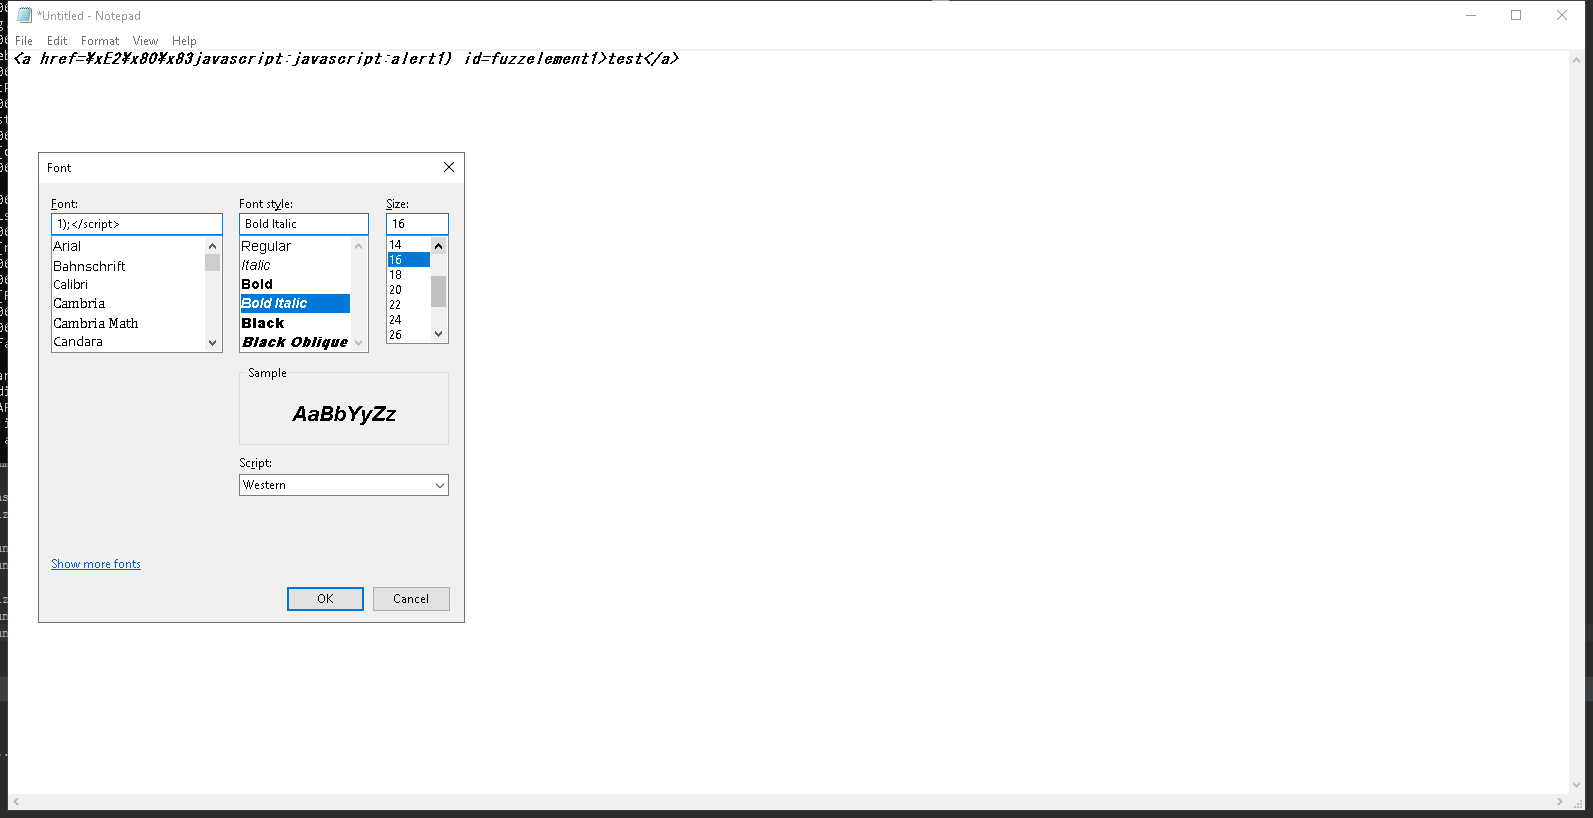 *Untitled - Notepad
File Edit Format View Help
<a href=¥xE2¥x80¥x83javascript:javascript:alert1) id=fuzzelement1>test</a>
Font
Font: Font style: Size:
1);</script> Bold Italic 16
Arial
Bahnschrift
Calibri
Cambria
Cambria Math
Candara
Regular
Italic
Bold
Bold Italic
Black
Black Oblique
14
16
18
20
22
24
26
Sample
AaBbYyZz
Script:
Western
Show more fonts
OK Cancel